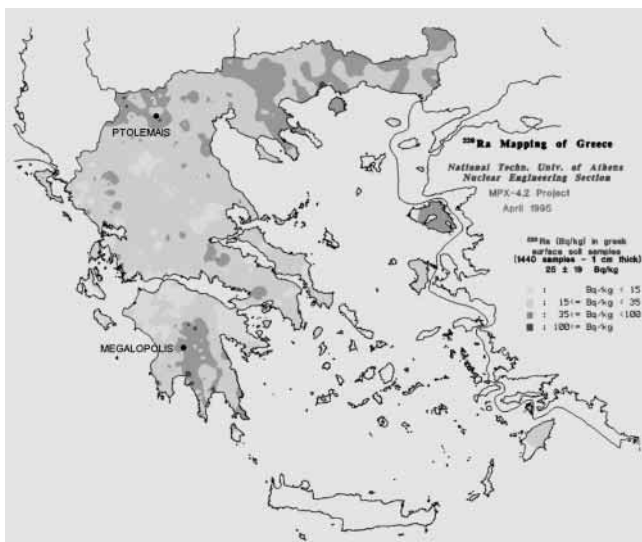 PTOLEMAIS
MEGALOPOLIS
226Ra Mapping of Greece
National Techn. Univ. of Athens
Nuclear Engineering Section
MPX-4.2 Project
April 1995
226Ra (Bq/kg) in greek
surface soil samples
(1440 samples - 1 cm thick)
25 ± 19 Bq/kg
: Bq/kg < 15
: 15<= Bq/kg < 35
: 35<= Bq/kg <100
: 100<= Bq/kg